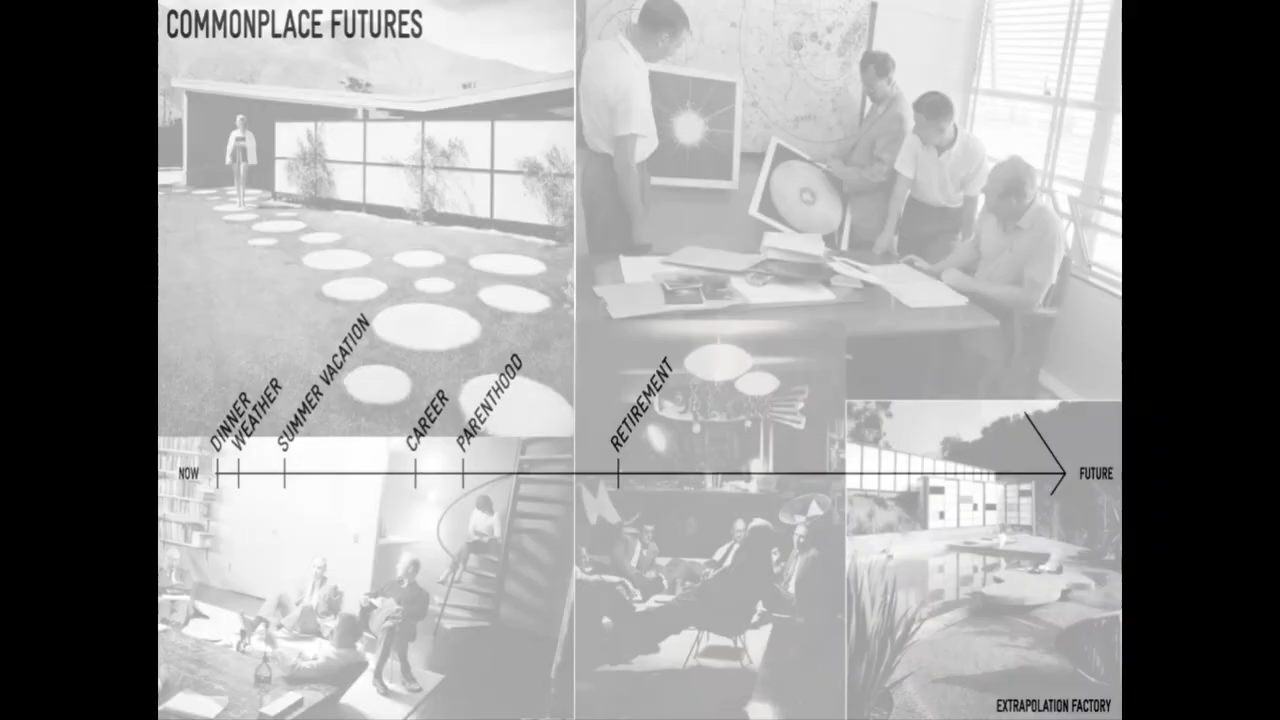 COMMONPLACE FUTURES
DINNER
WEATHER
SUMMER VACATION
CAREER
PARENTHOOD
RETIREMENT
NOW
FUTURE
EXTRAPOLATION FACTORY